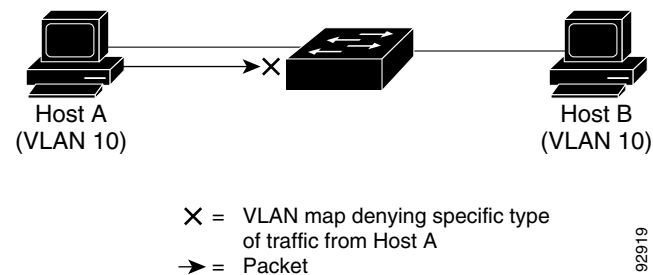 Host A
(VLAN 10)
Host B
(VLAN 10)
= VLAN map denying specific type
of traffic from Host A
= Packet
92919